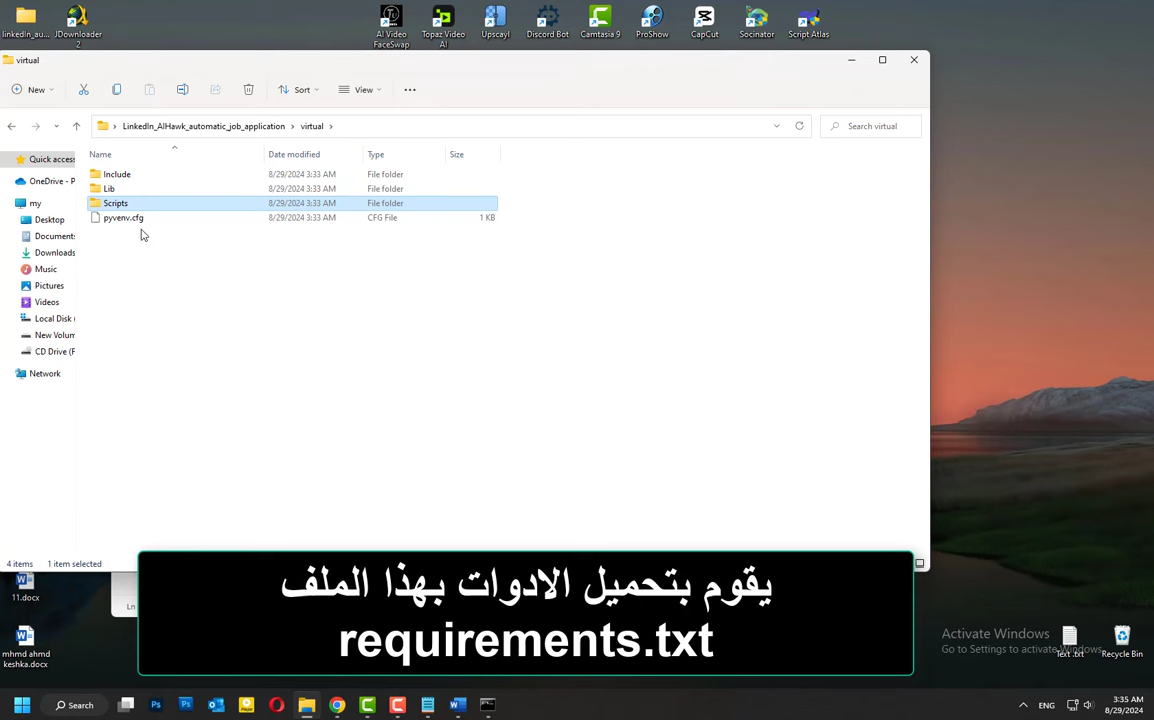 linkedIn_au...
JDownloader 2
AI Video FaceSwap
Topaz Video AI
Upscayl
Discord Bot
Camtasia 9
ProShow
CapCut
Socinator
Script Atlas
virtual
New
Sort
View
LinkedIn_AIHawk_automatic_job_application
virtual
Search virtual
Name
Date modified
Type
Size
Quick access
Include
8/29/2024 3:33 AM
File folder
OneDrive - P
Lib
8/29/2024 3:33 AM
File folder
my
Scripts
8/29/2024 3:33 AM
File folder
Desktop
pyvenv.cfg
8/29/2024 3:33 AM
CFG File
1 KB
Document
Downloads
Music
Pictures
Videos
Local Disk (
New Volum
CD Drive (F
Network
4 items
1 item selected
يقوم بتحميل الادوات بهذا الملف
requirements.txt
11.docx
Ln
mhmd ahmd keshka.docx
Activate Windows
Go to Settings to activate Windows.
Text .txt
Recycle Bin
Search
ENG
3:35 AM
8/29/2024